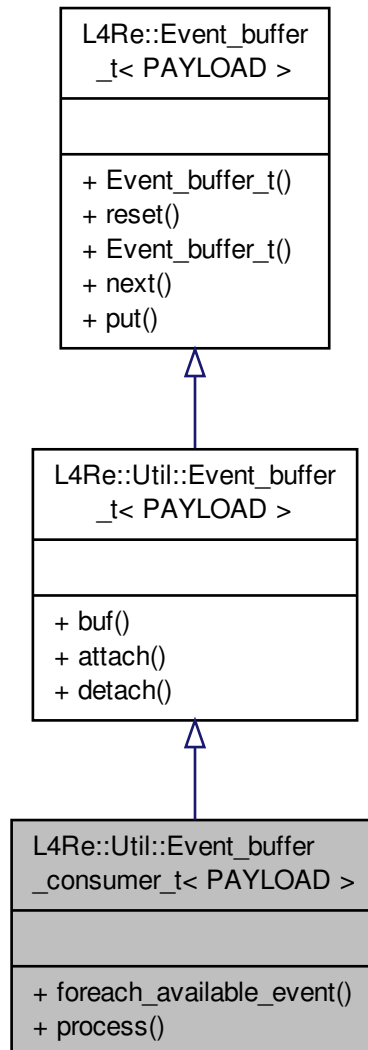 L4Re::Event_buffer
_t< PAYLOAD >
+ Event_buffer_t()
+ reset()
+ Event_buffer_t()
+ next()
+ put()
L4Re::Util::Event_buffer
_t< PAYLOAD >
+ buf()
+ attach()
+ detach()
L4Re::Util::Event_buffer
_consumer_t< PAYLOAD >
+ foreach_available_event()
+ process()